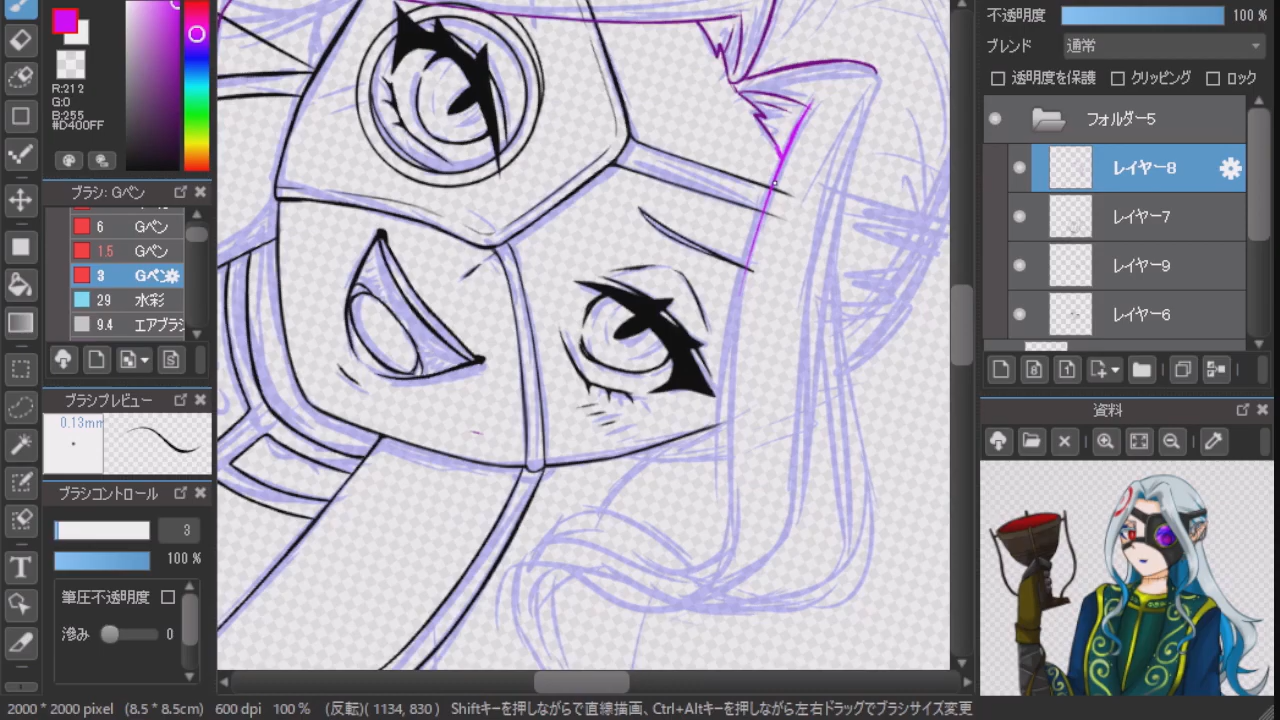 不透明度 100 %
ブレンド 通常
透明度を保護 クリッピング ロック
R:212
G:0
B:255
#D400FF
フォルダー5
レイヤー8
レイヤー7
レイヤー9
レイヤー6
ブラシ: Gペン
6 Gペン
1.5 Gペン
3 Gペン
29 水彩
9.4 エアブラシ
ブラシプレビュー
0.13mm
ブラシコントロール
3
100 %
筆圧不透明度
滲み 0
T
資料
2000 * 2000 pixel (8.5 * 8.5cm) 600 dpi 100 % (反転)( 1134, 830 ) Shiftキーを押しながらで直線描画、Ctrl+Altキーを押しながら左右ドラッグでブラシサイズ変更